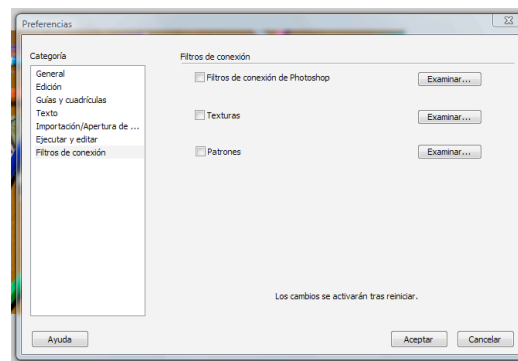 Preferencias
Categoría
General
Edición
Guías y cuadrículas
Texto
Importación/Apertura de ...
Ejecutar y editar
Filtros de conexión
Filtros de conexión
Filtros de conexión de Photoshop
Examinar...
Texturas
Examinar...
Patrones
Examinar...
Los cambios se activarán tras reiniciar.
Ayuda
Aceptar
Cancelar